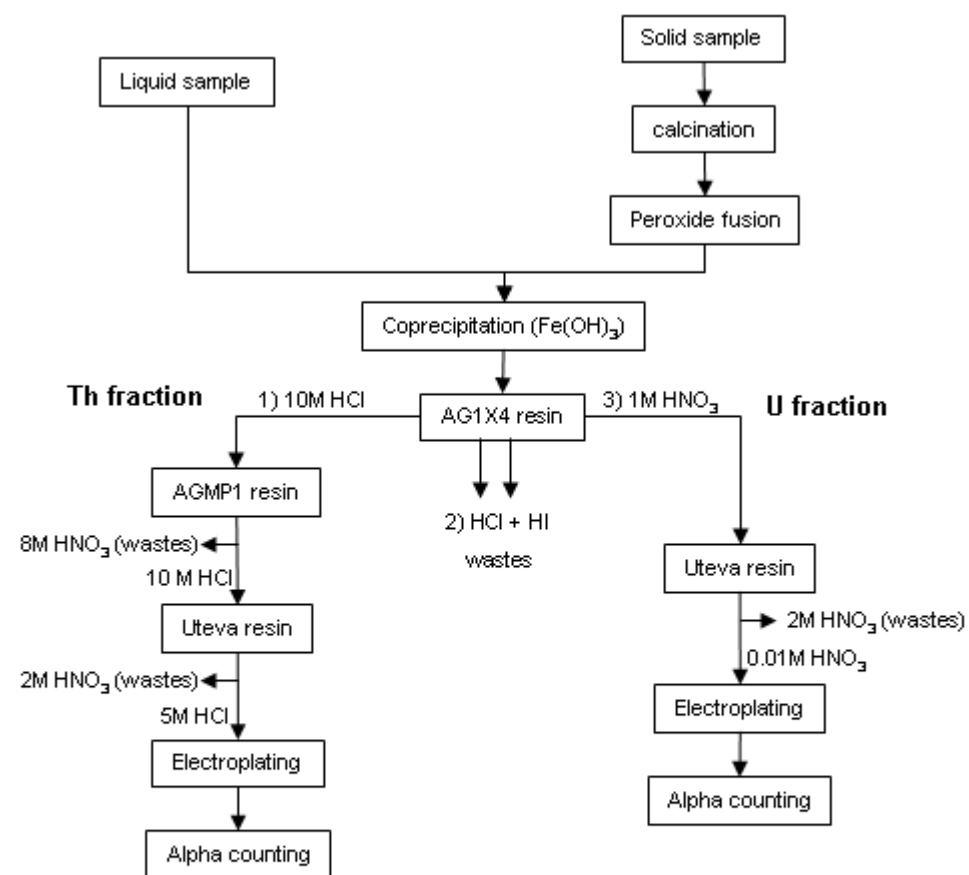 Solid sample
Liquid sample
calcination
Peroxide fusion
Coprecipitation (Fe(OH)₃)
Th fraction
1) 10M HCl
AG1X4 resin
3) 1M HNO₃
U fraction
AGMP1 resin
2) HCl + HI
wastes
8M HNO₃ (wastes)
10 M HCl
Uteva resin
Uteva resin
2M HNO₃ (wastes)
0.01M HNO₃
2M HNO₃ (wastes)
5M HCl
Electroplating
Electroplating
Alpha counting
Alpha counting